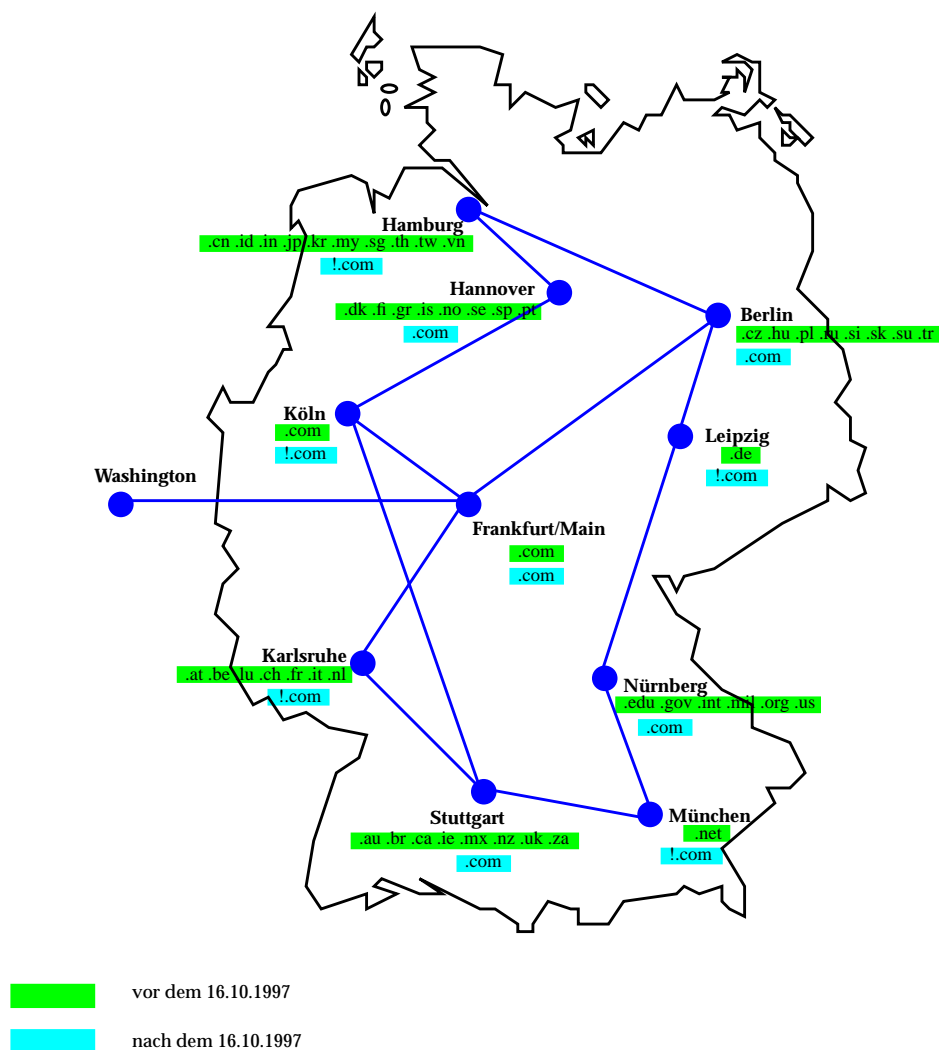 Hamburg
.cn .id .in .jp .kr .my .sg .th .tw .vn
!.com
Hannover
.dk .fi .gr .is .no .se .sp .pt
.com
Berlin
.cz .hu .pl .ru .si .sk .su .tr
.com
Köln
.com
!.com
Leipzig
.de
!.com
Washington
Frankfurt/Main
.com
.com
Karlsruhe
.at .be .lu .ch .fr .it .nl
!.com
Nürnberg
.edu .gov .int .mil .org .us
.com
Stuttgart
.au .br .ca .ie .mx .nz .uk .za
.com
München
.net
!.com
vor dem 16.10.1997
nach dem 16.10.1997